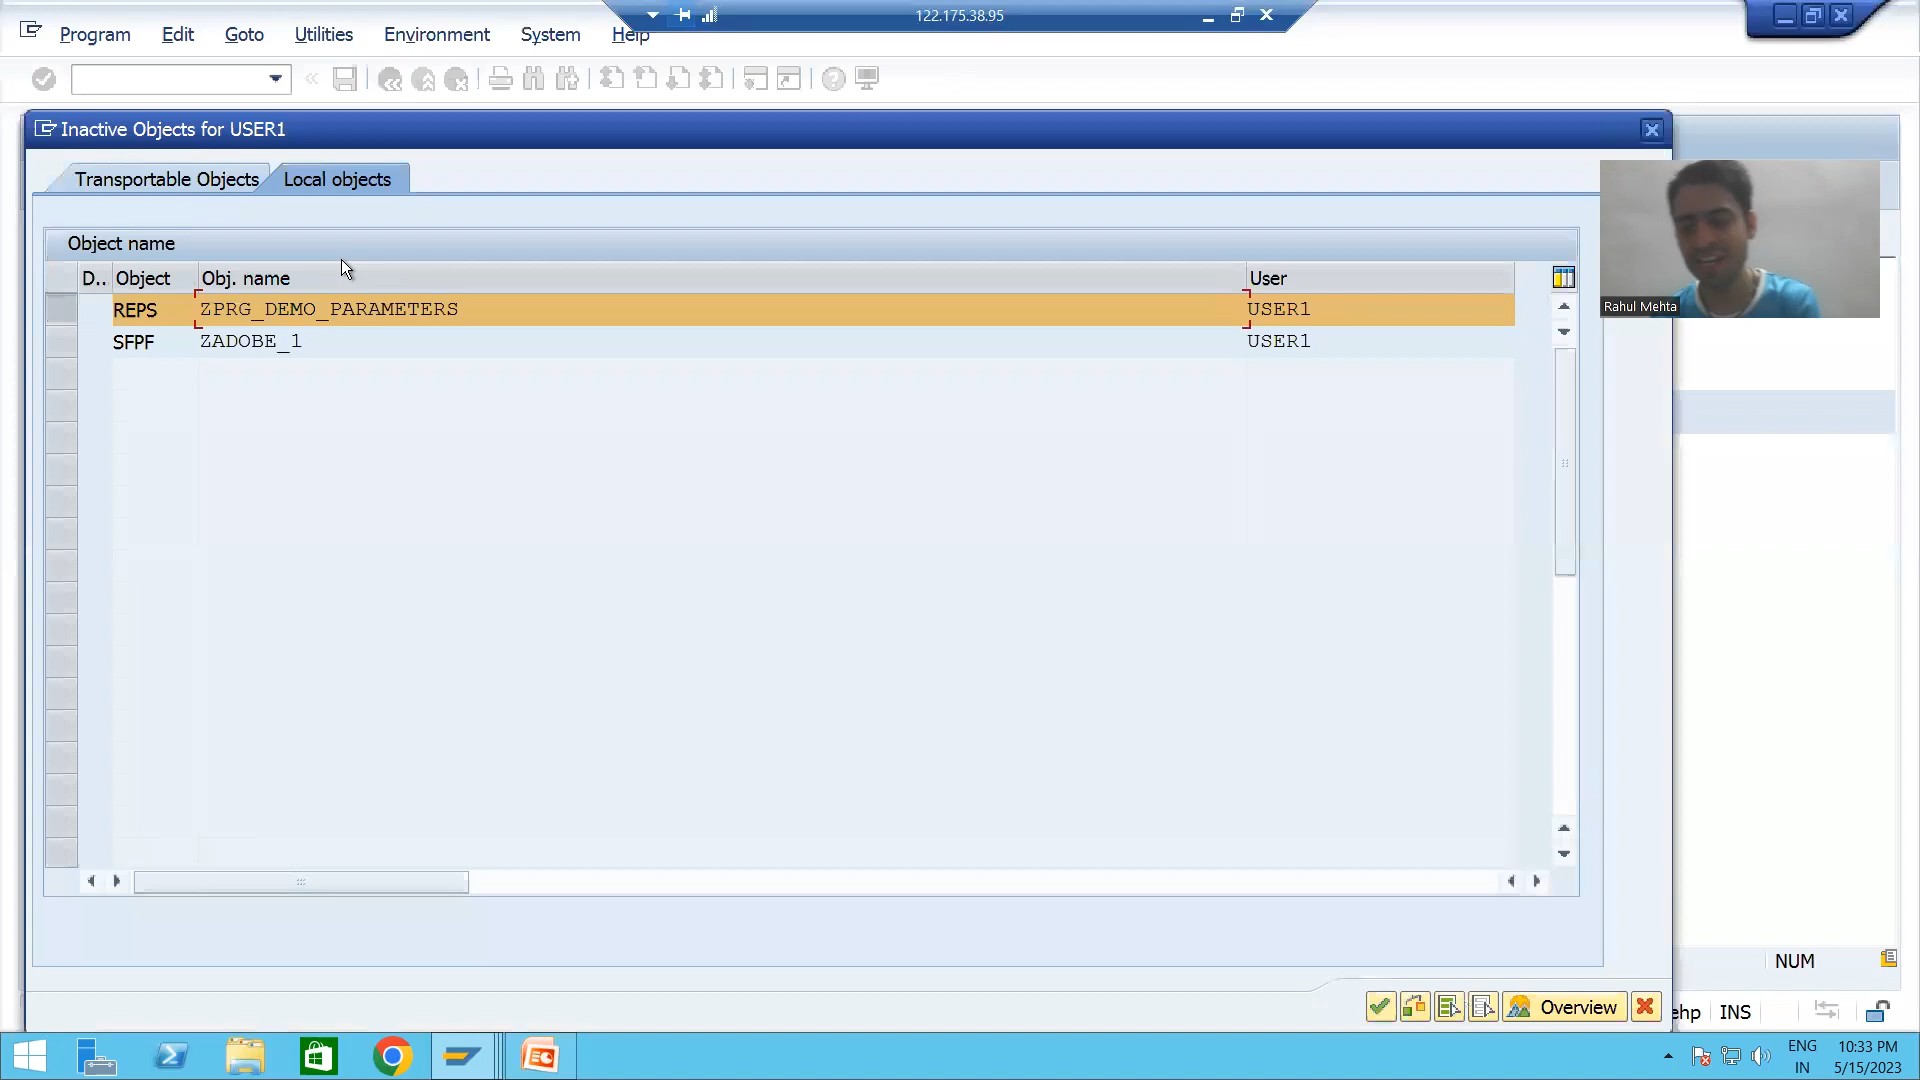 122.175.38.95
Program Edit Goto Utilities Environment System Help
Inactive Objects for USER1
Transportable Objects Local objects
Object name
D.. Object Obj. name User
REPS ZPRG_DEMO_PARAMETERS USER1
SFPF ZADOBE_1 USER1
Rahul Mehta
NUM
Overview
ehp INS
ENG 10:33 PM
IN 5/15/2023